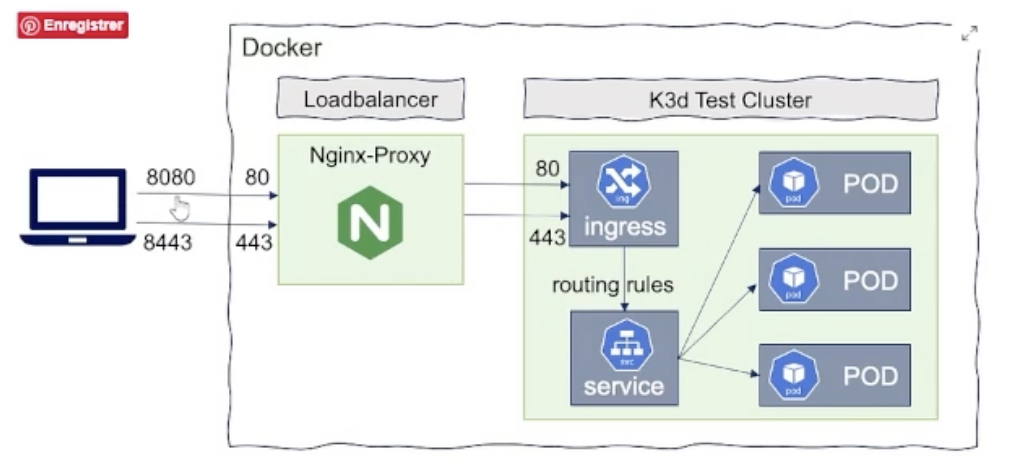 Enregistrer
Docker
Loadbalancer
K3d Test Cluster
Nginx-Proxy
N
8080
80
8443
443
80
443
ing
ingress
routing rules
svc
service
pod
POD
pod
POD
pod
POD